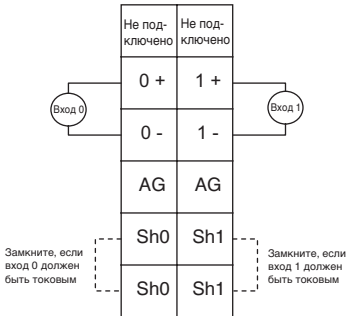 Не под-
ключено
Не под-
ключено
0 +
1 +
Вход 0
Вход 1
0 -
1 -
AG
AG
Sh0
Sh1
Замкните, если
вход 0 должен
быть токовым
Замкните, если
вход 1 должен
быть токовым
Sh0
Sh1